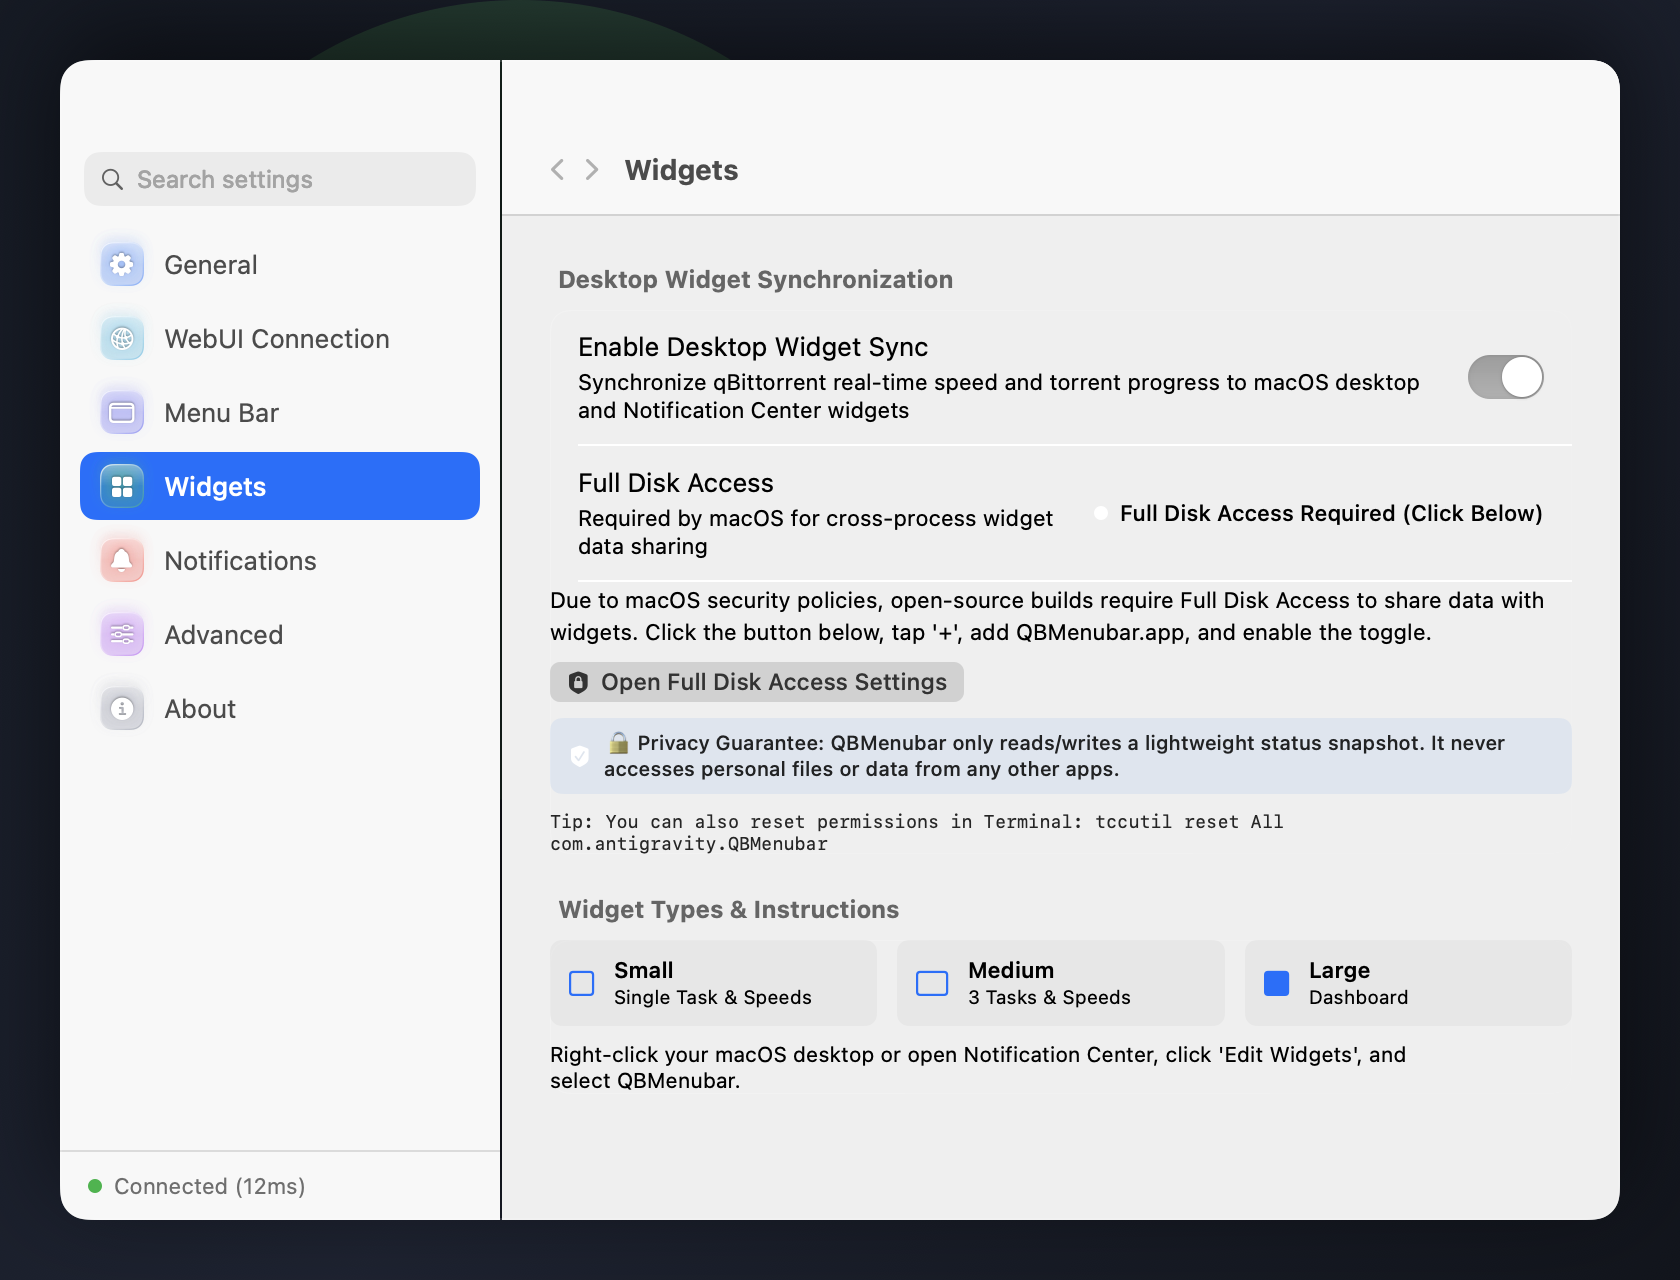 Search settings
General
WebUI Connection
Menu Bar
Widgets
Notifications
Advanced
About
Connected (12ms)
Widgets
Desktop Widget Synchronization
Enable Desktop Widget Sync
Synchronize qBittorrent real-time speed and torrent progress to macOS desktop
and Notification Center widgets
Full Disk Access
Required by macOS for cross-process widget
data sharing
Full Disk Access Required (Click Below)
Due to macOS security policies, open-source builds require Full Disk Access to share data with
widgets. Click the button below, tap '+', add QBMenubar.app, and enable the toggle.
Open Full Disk Access Settings
🔒 Privacy Guarantee: QBMenubar only reads/writes a lightweight status snapshot. It never
accesses personal files or data from any other apps.
Tip: You can also reset permissions in Terminal: tccutil reset All
com.antigravity.QBMenubar
Widget Types & Instructions
Small
Single Task & Speeds
Medium
3 Tasks & Speeds
Large
Dashboard
Right-click your macOS desktop or open Notification Center, click 'Edit Widgets', and
select QBMenubar.